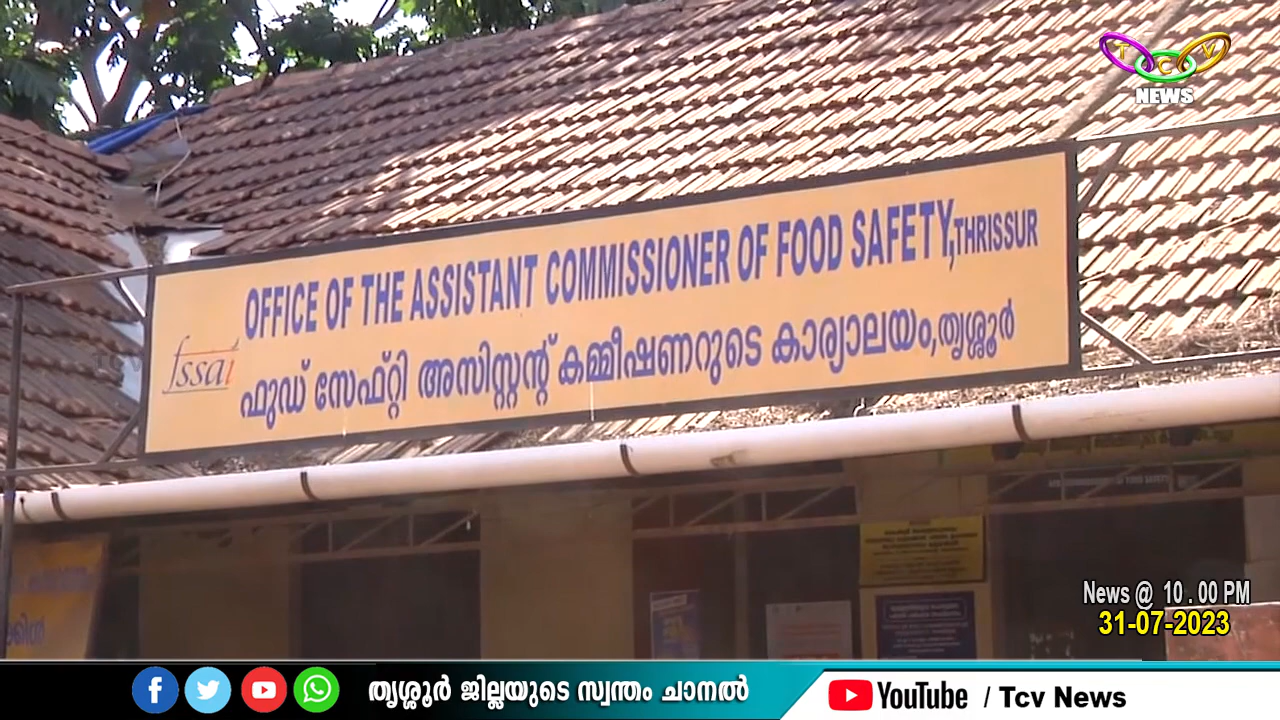 T C V
NEWS
OFFICE OF THE ASSISTANT COMMISSIONER OF FOOD SAFETY, THRISSUR
fssai
ഫുഡ് സേഫ്റ്റി അസിസ്റ്റന്റ് കമ്മീഷണറുടെ കാര്യാലയം, തൃശ്ശൂർ
News @ 10 . 00 PM
31-07-2023
തൃശ്ശൂർ ജില്ലയുടെ സ്വന്തം ചാനൽ
YouTube / Tcv News